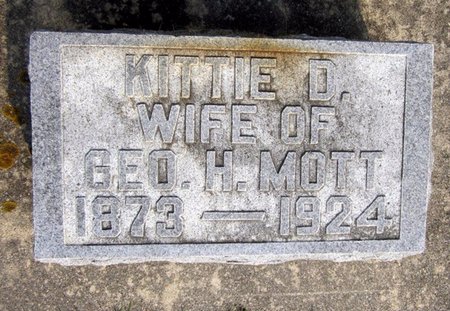 KITTIE D.
WIFE OF
GEO. H. MOTT
1873 — 1924